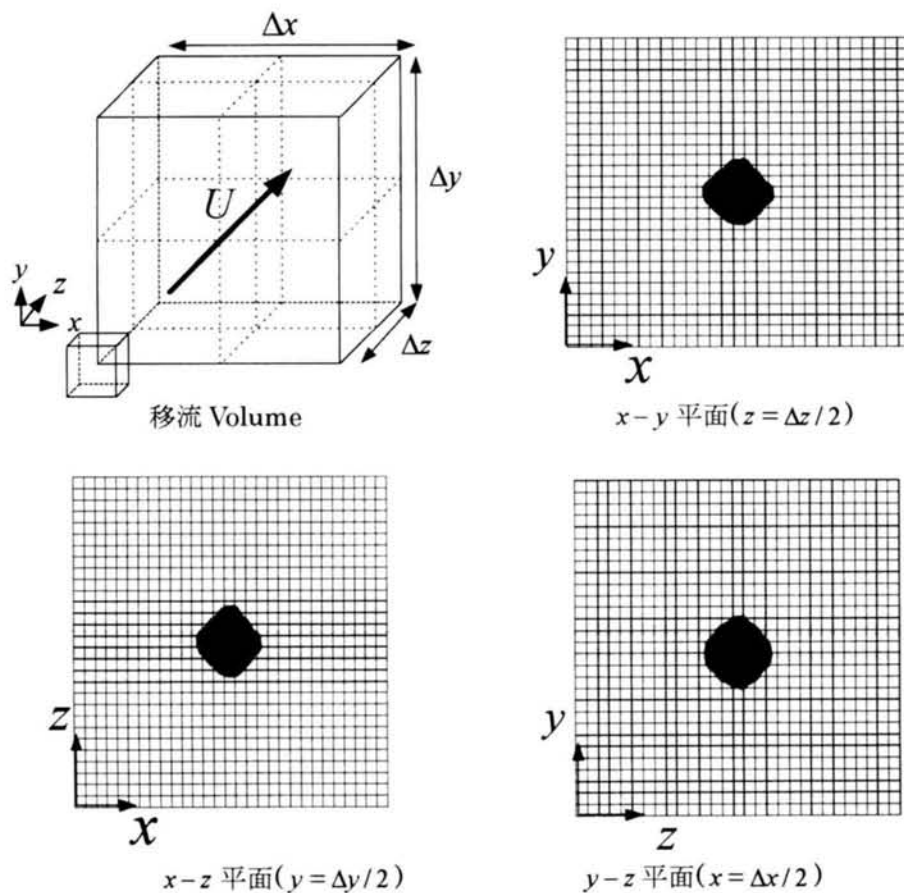 Δx
Δy
U
y
z
x
Δz
移流 Volume
y
x
x－y 平面(z＝Δz/2)
z
x
x－z 平面(y＝Δy/2)
y
z
y－z 平面(x＝Δx/2)